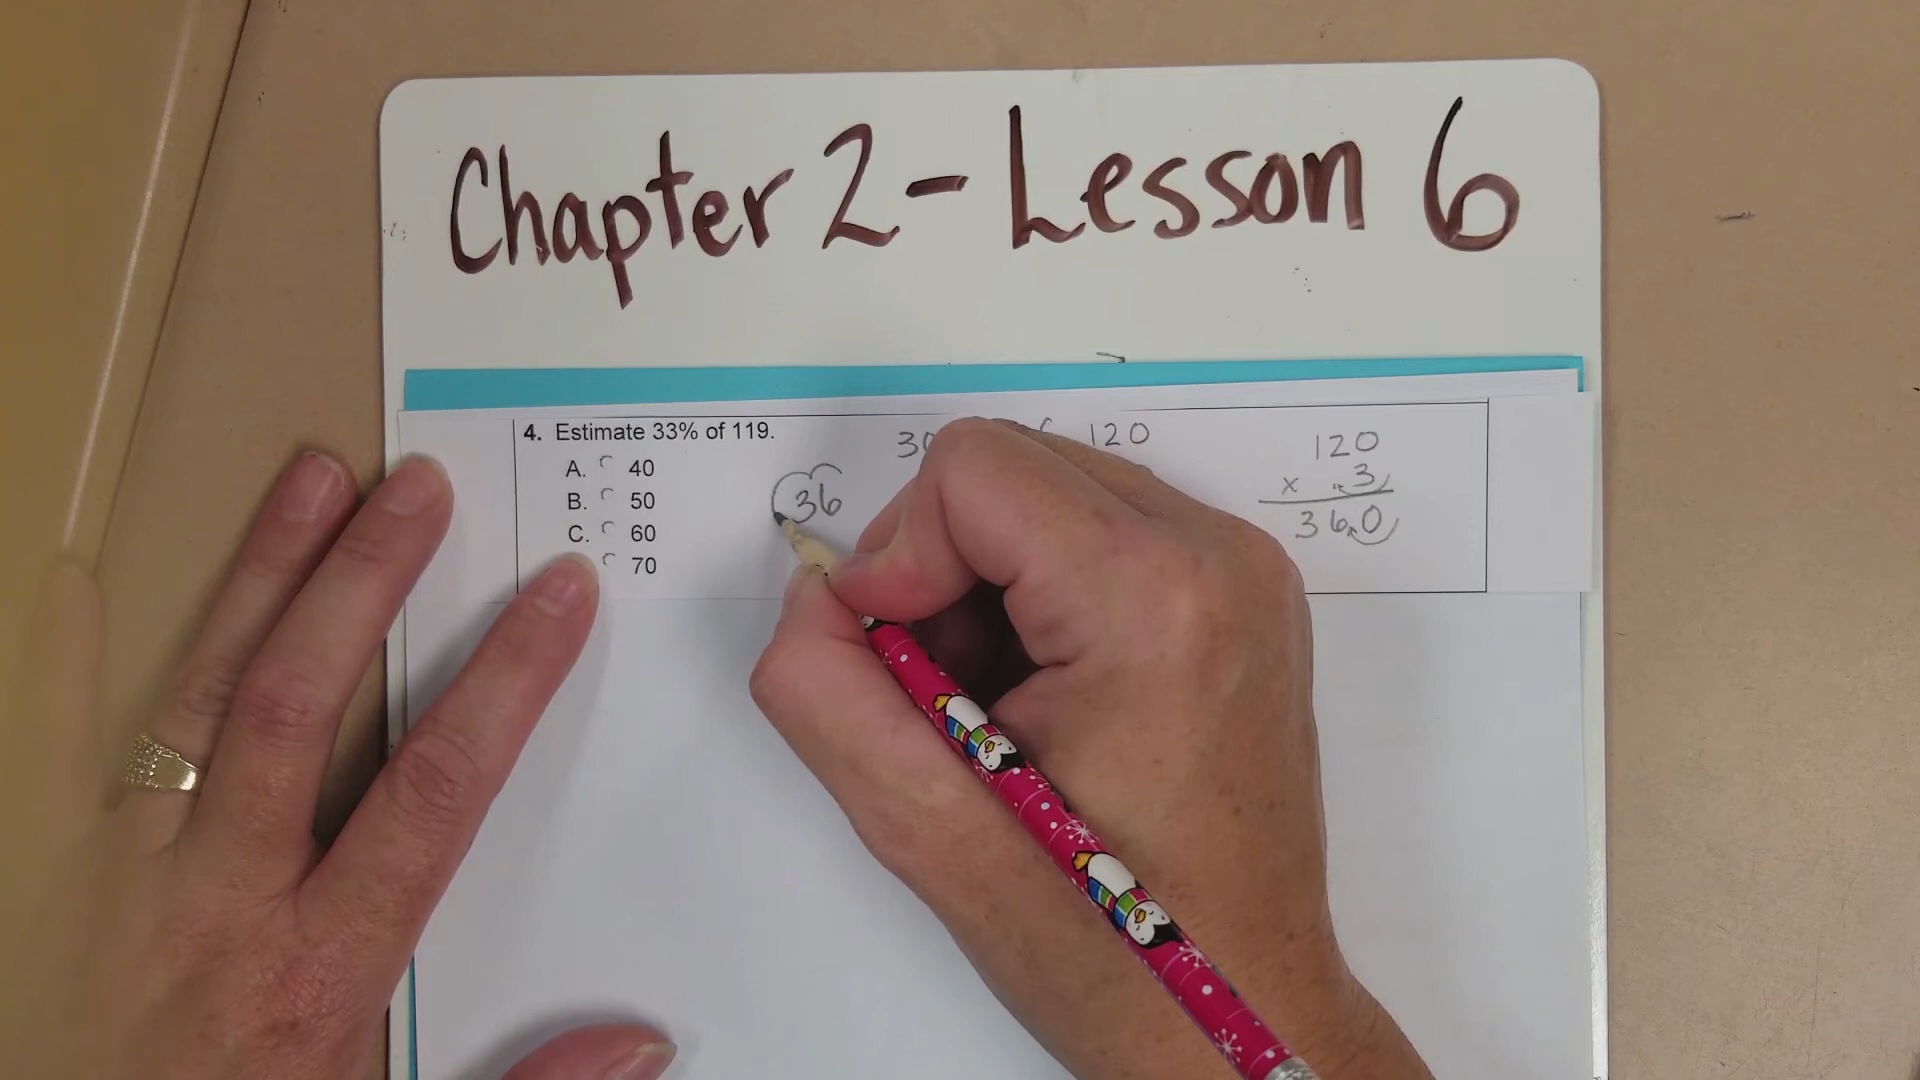 Chapter 2 - Lesson 6
4. Estimate 33% of 119.
A. 40
B. 50
C. 60
70
36
120
120
x .3
36.0